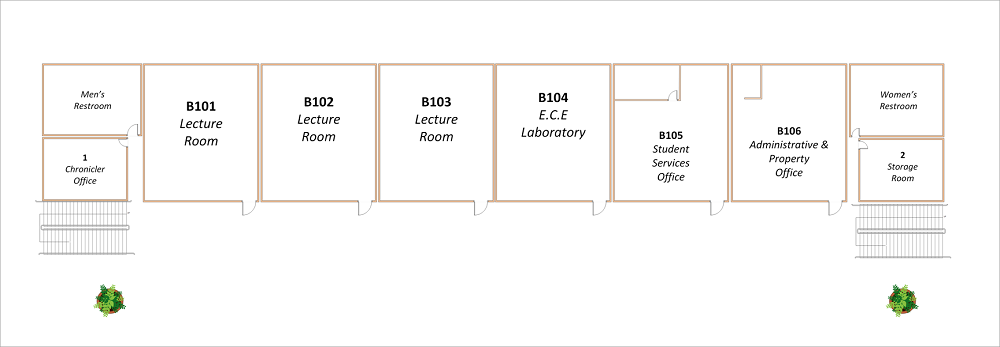 Men's
Restroom
1
Chronicler
Office
B101
Lecture
Room
B102
Lecture
Room
B103
Lecture
Room
B104
E.C.E
Laboratory
B105
Student
Services
Office
B106
Administrative &
Property
Office
Women's
Restroom
2
Storage
Room